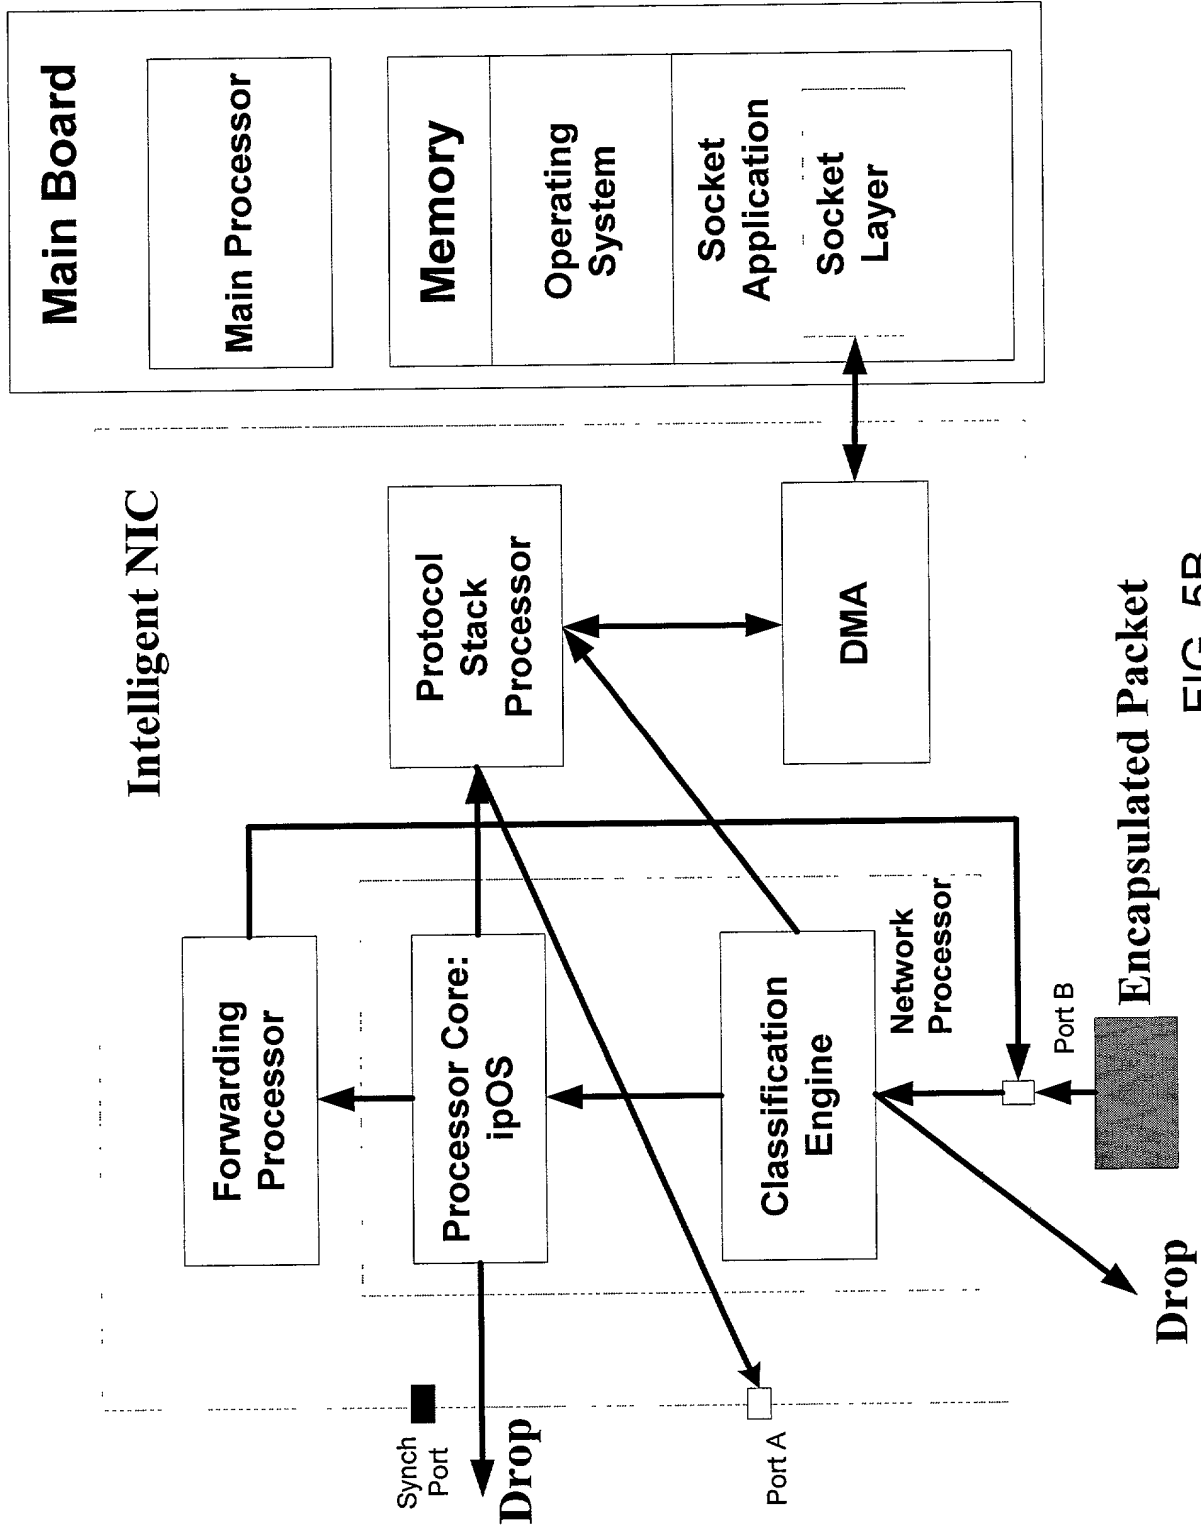 Main Board
Main Processor
Memory
Operating
System
Socket
Application
Socket
Layer
Intelligent NIC
Protocol
Stack
Processor
DMA
Forwarding
Processor
Processor Core:
ipOS
Classification
Engine
Network
Processor
Port B
Encapsulated Packet
Synch
Port
Drop
Port A
Drop
FIG. 5B